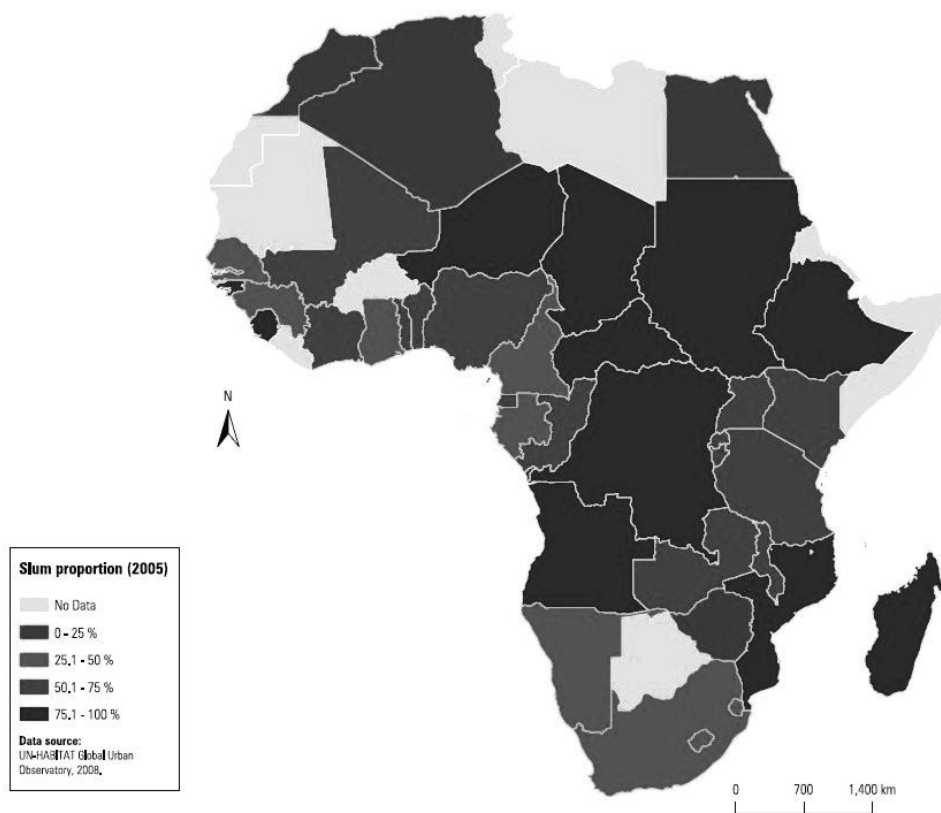 N
Slum proportion (2005)
No Data
0 - 25 %
25.1 - 50 %
50.1 - 75 %
75.1 - 100 %
Data source:
UN-HABITAT Global Urban
Observatory, 2008.
0 700 1,400 km